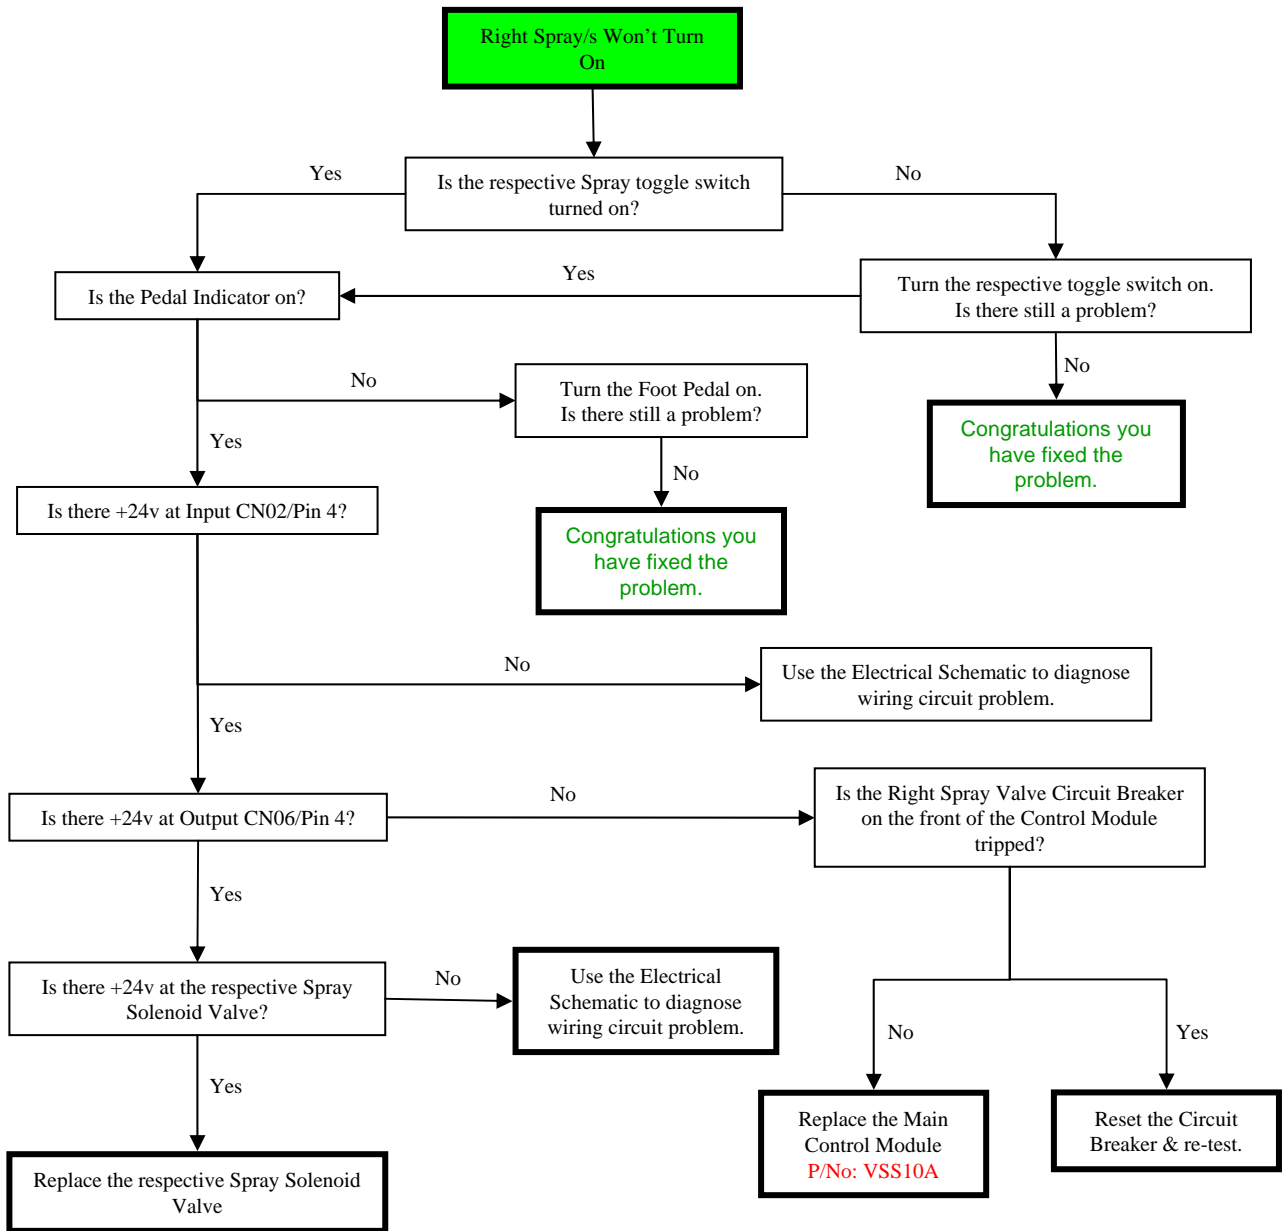 Right Spray/s Won’t Turn
On
Yes
Is the respective Spray toggle switch
turned on?
No
Is the Pedal Indicator on?
Yes
Turn the respective toggle switch on.
Is there still a problem?
No
Turn the Foot Pedal on.
Is there still a problem?
No
Congratulations you
have fixed the
problem.
Yes
No
Is there +24v at Input CN02/Pin 4?
Congratulations you
have fixed the
problem.
No
Use the Electrical Schematic to diagnose
wiring circuit problem.
Yes
Is there +24v at Output CN06/Pin 4?
No
Is the Right Spray Valve Circuit Breaker
on the front of the Control Module
tripped?
Yes
Is there +24v at the respective Spray
Solenoid Valve?
No
Use the Electrical
Schematic to diagnose
wiring circuit problem.
No
Yes
Yes
Replace the Main
Control Module
P/No: VSS10A
Reset the Circuit
Breaker & re-test.
Replace the respective Spray Solenoid
Valve